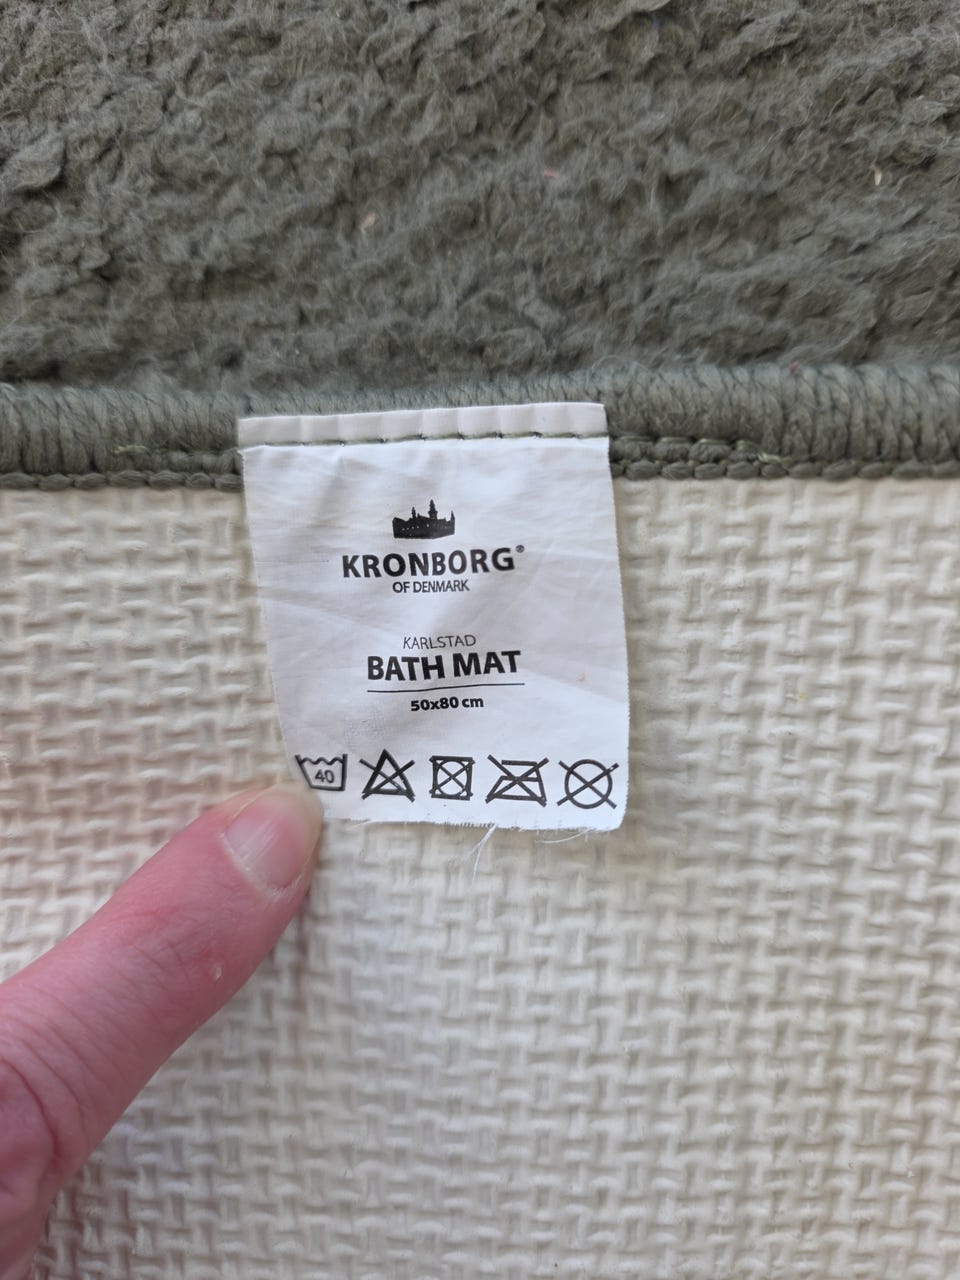 KRONBORG®
OF DENMARK
KARLSTAD
BATH MAT
50x80 cm
40